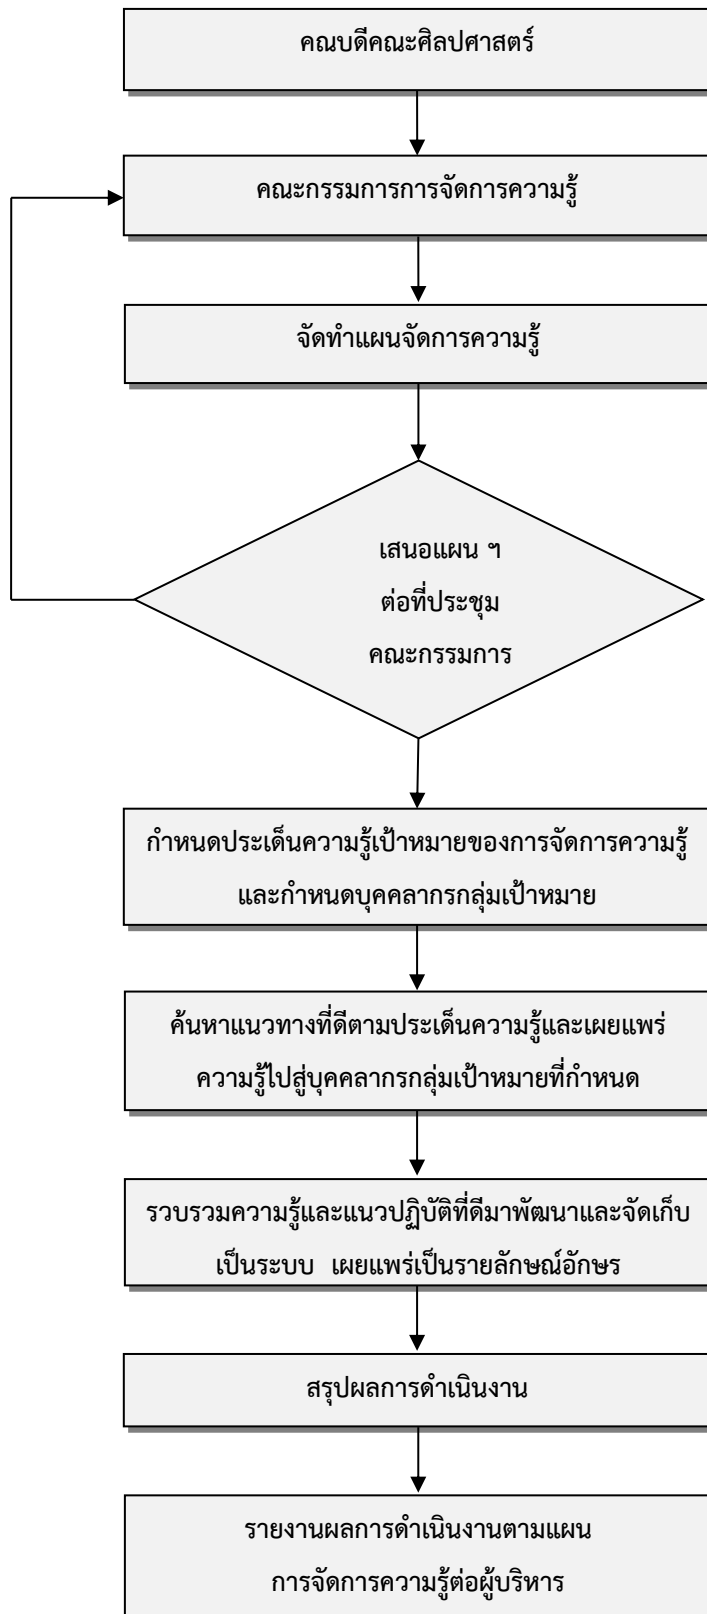 คณบดีคณะศิลปศาสตร์
คณะกรรมการการจัดการความรู้
จัดทำแผนจัดการความรู้
เสนอแผน ฯ
ต่อที่ประชุม
คณะกรรมการ
กำหนดประเด็นความรู้เป้าหมายของการจัดการความรู้
และกำหนดบุคคลากรกลุ่มเป้าหมาย
ค้นหาแนวทางที่ดีตามประเด็นความรู้และเผยแพร่
ความรู้ไปสู่บุคคลากรกลุ่มเป้าหมายที่กำหนด
รวบรวมความรู้และแนวปฏิบัติที่ดีมาพัฒนาและจัดเก็บ
เป็นระบบ เผยแพร่เป็นรายลักษณ์อักษร
สรุปผลการดำเนินงาน
รายงานผลการดำเนินงานตามแผน
การจัดการความรู้ต่อผู้บริหาร